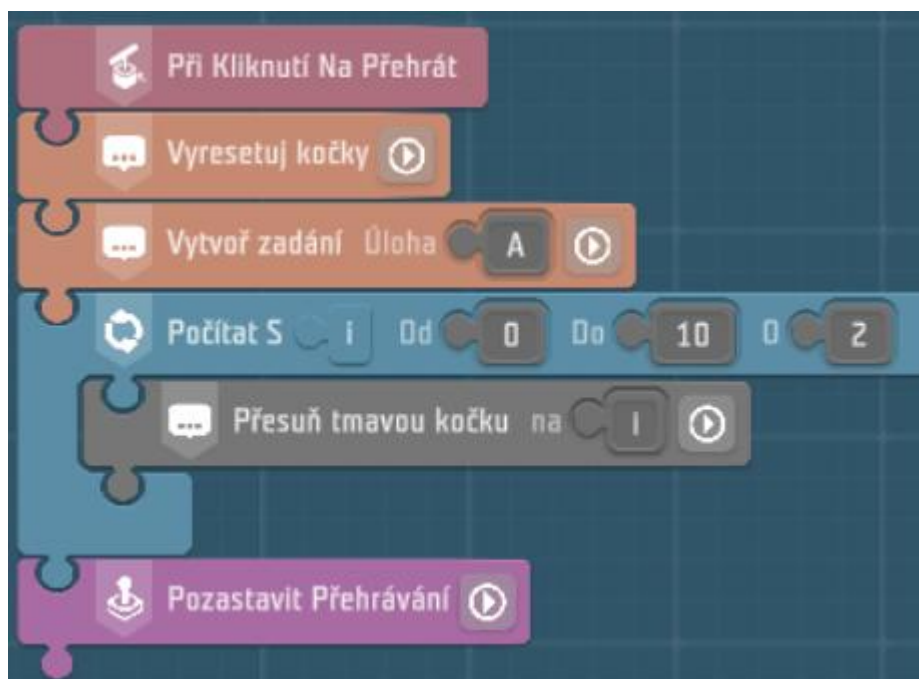 Při Kliknutí Na Přehrát
Vyresetuj kočky
Vytvoř zadání Úloha A
Počítat S i Od 0 Do 10 O 2
Přesuň tmavou kočku na i
Pozastavit Přehrávání